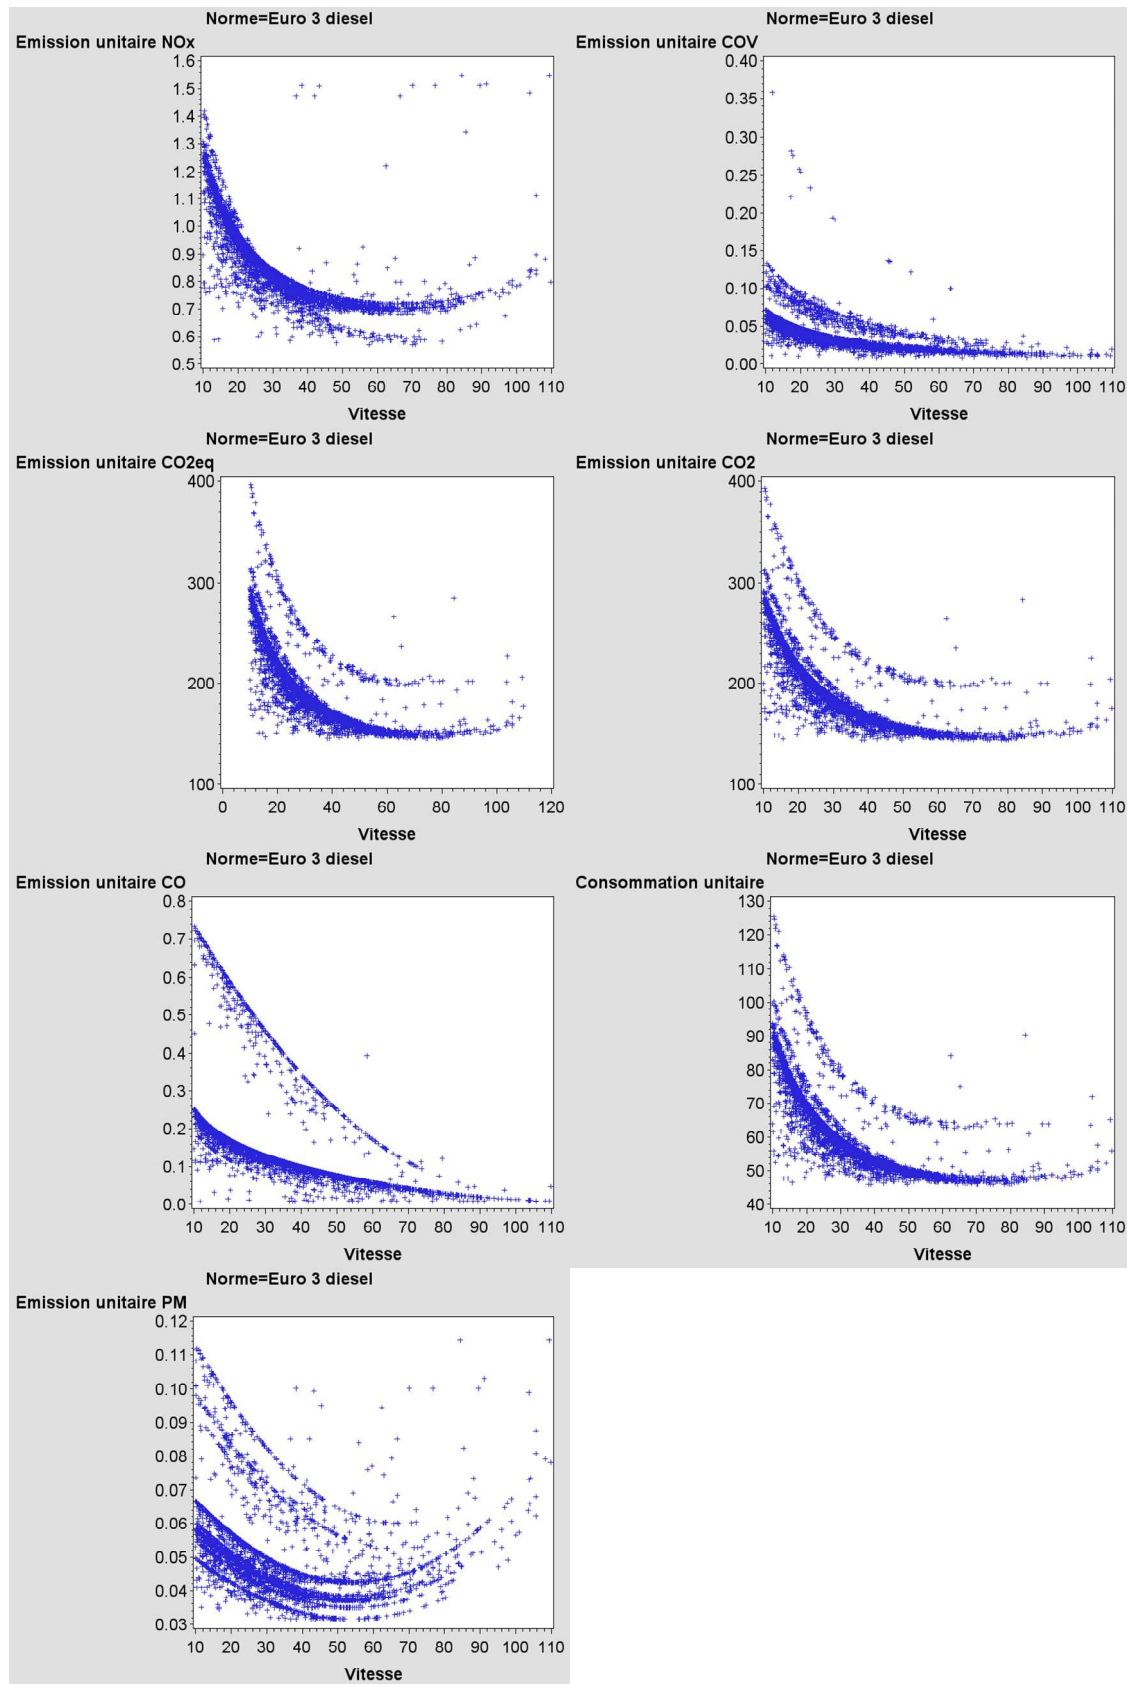 Norme=Euro 3 diesel
Emission unitaire NOx
1.6
1.5
1.4
1.3
1.2
1.1
1.0
0.9
0.8
0.7
0.6
0.5
10 20 30 40 50 60 70 80 90 100 110
Vitesse
Norme=Euro 3 diesel
Emission unitaire COV
0.40
0.35
0.30
0.25
0.20
0.15
0.10
0.05
0.00
10 20 30 40 50 60 70 80 90 100 110
Vitesse
Norme=Euro 3 diesel
Emission unitaire CO2eq
400
300
200
100
0 20 40 60 80 100 120
Vitesse
Norme=Euro 3 diesel
Emission unitaire CO2
400
300
200
100
10 20 30 40 50 60 70 80 90 100 110
Vitesse
Norme=Euro 3 diesel
Emission unitaire CO
0.8
0.7
0.6
0.5
0.4
0.3
0.2
0.1
0.0
10 20 30 40 50 60 70 80 90 100 110
Vitesse
Norme=Euro 3 diesel
Consommation unitaire
130
120
110
100
90
80
70
60
50
40
10 20 30 40 50 60 70 80 90 100 110
Vitesse
Norme=Euro 3 diesel
Emission unitaire PM
0.12
0.11
0.10
0.09
0.08
0.07
0.06
0.05
0.04
0.03
10 20 30 40 50 60 70 80 90 100 110
Vitesse